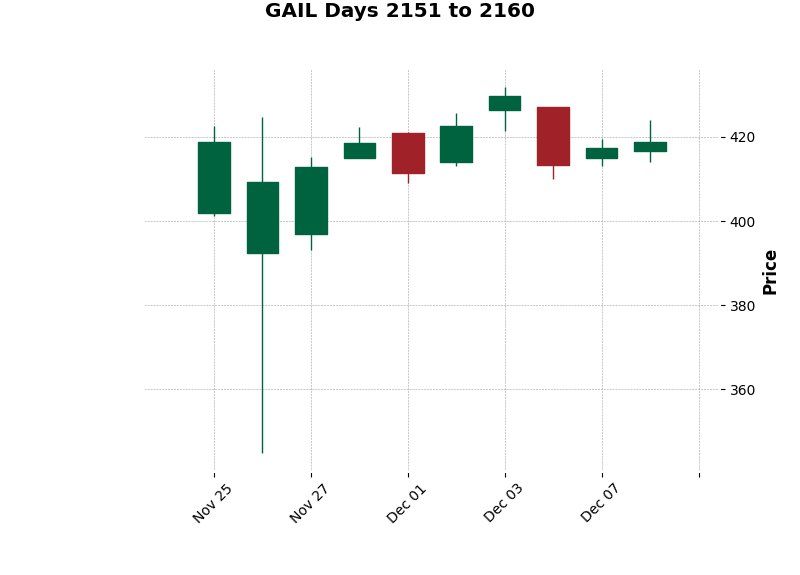 GAIL Days 2151 to 2160
420
400
380
360
Price
Nov 25
Nov 27
Dec 01
Dec 03
Dec 07